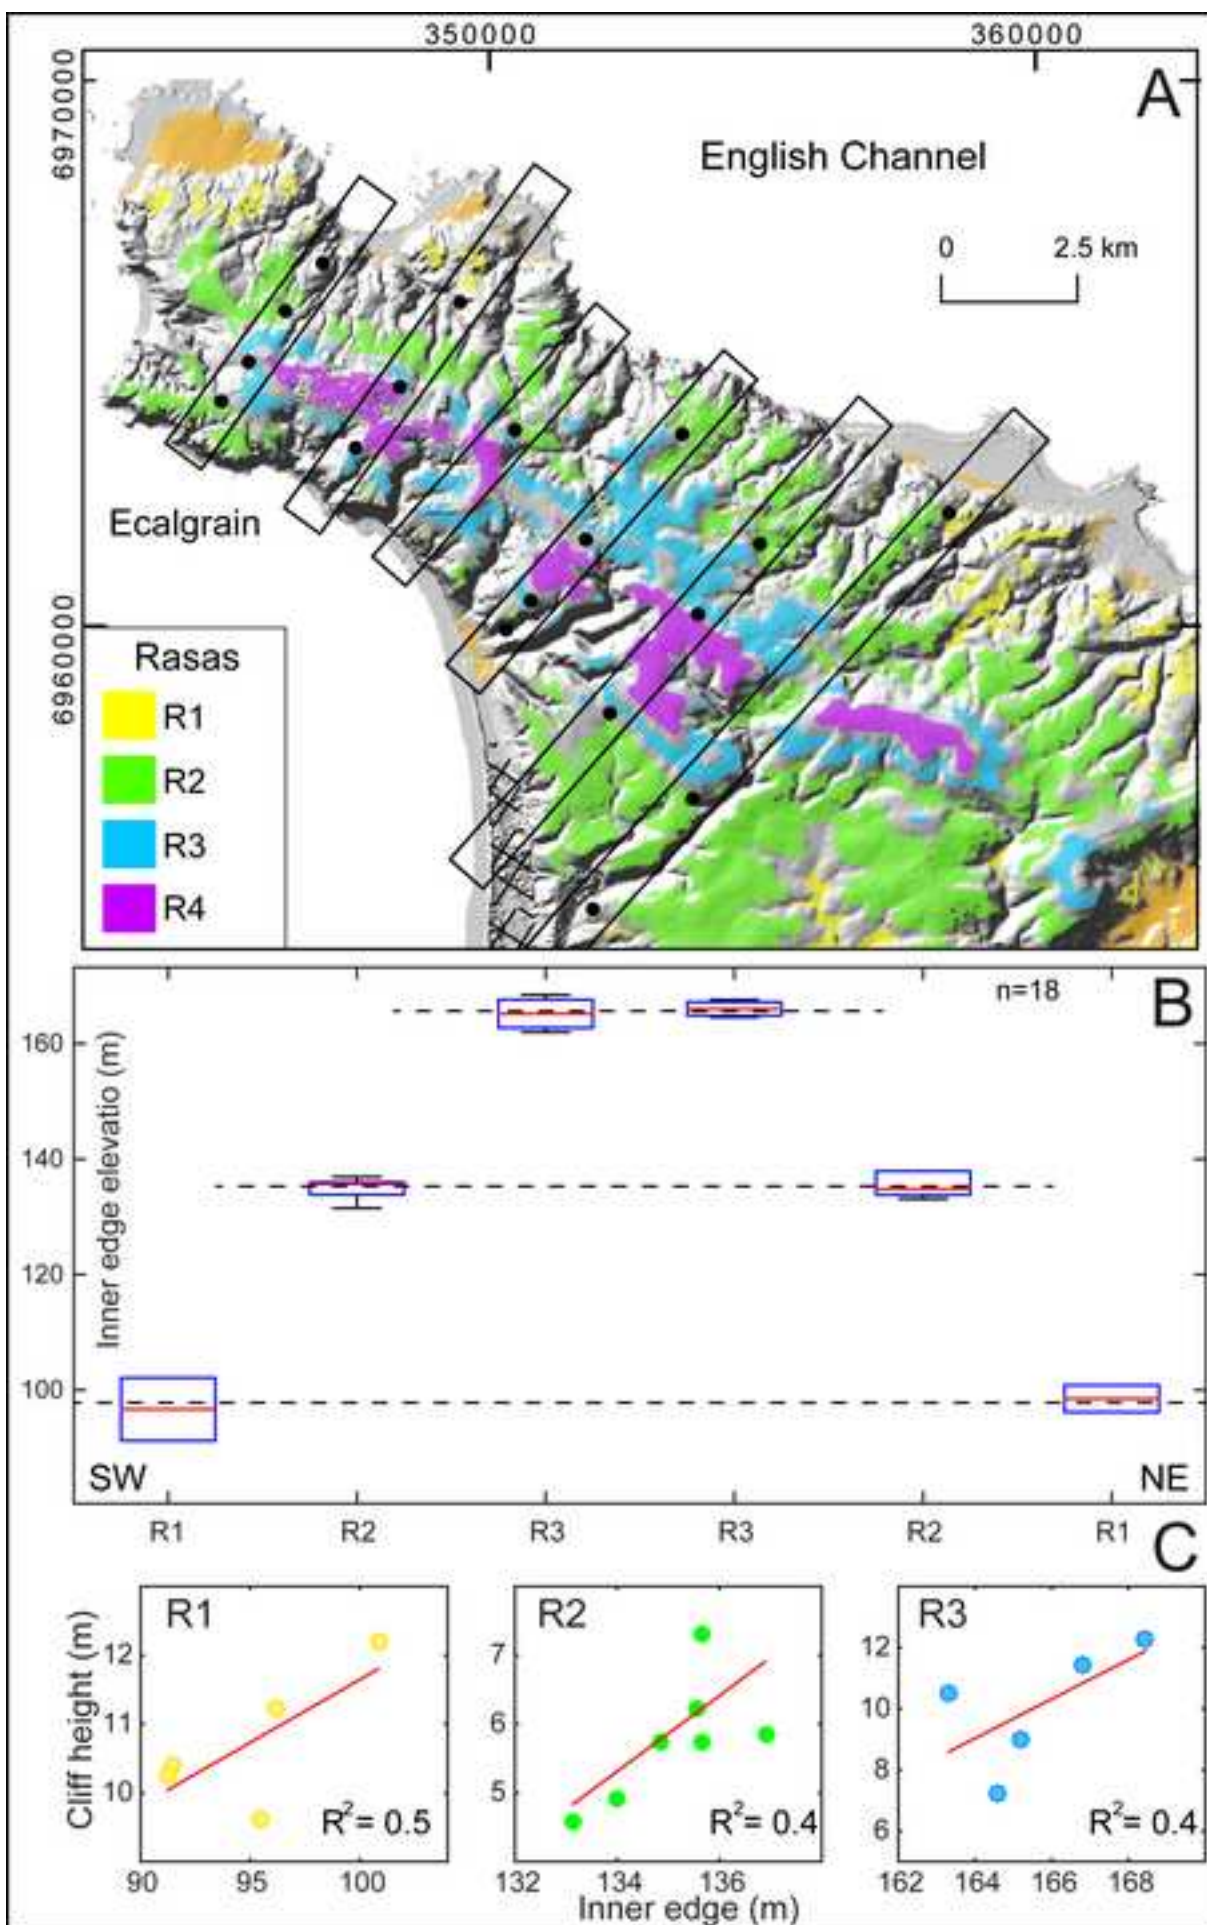 350000 360000
A
6970000
English Channel
0 2.5 km
Ecalgrain
6960000
Rasas
R1
R2
R3
R4
B
n=18
Inner edge elevatio (m)
160
140
120
100
SW NE
R1 R2 R3 R3 R2 R1
C
Cliff height (m)
R1 R2 R3
12 7 12
11 6 10
10 5 8
6
R2= 0.5 R2= 0.4 R2= 0.4
90 95 100 132 134 136 162 164 166 168
Inner edge (m)